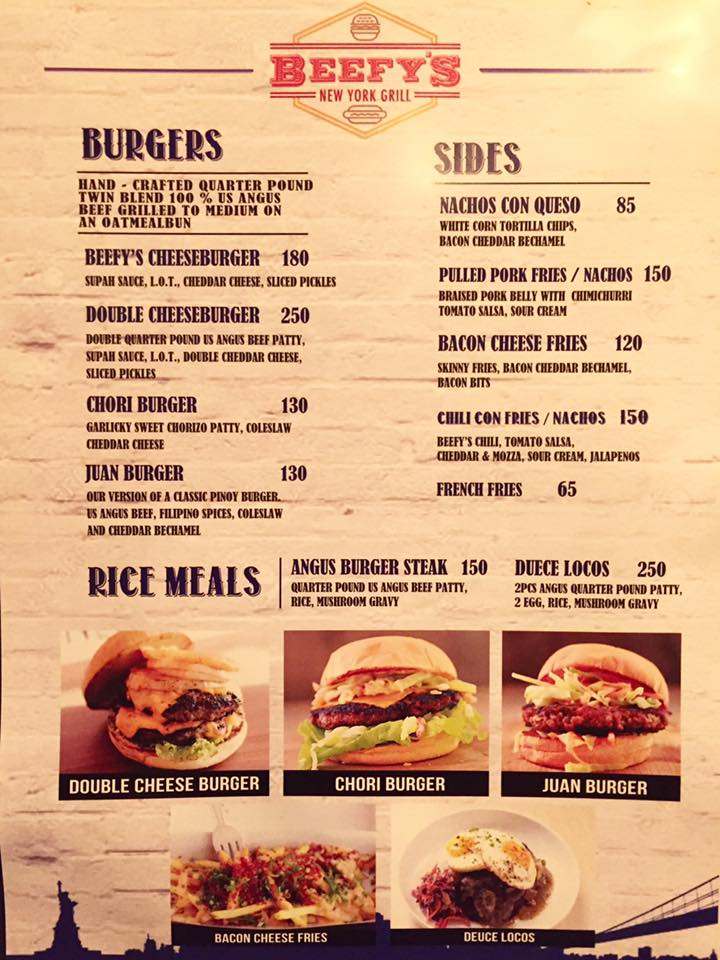 BEEFY'S
NEW YORK GRILL
BURGERS
HAND - CRAFTED QUARTER POUND
TWIN BLEND 100 % US ANGUS
BEEF GRILLED TO MEDIUM ON
AN OATMEALBUN
BEEFY'S CHEESEBURGER 180
SUPAH SAUCE, L.O.T., CHEDDAR CHEESE, SLICED PICKLES
DOUBLE CHEESEBURGER 250
DOUBLE QUARTER POUND US ANGUS BEEF PATTY,
SUPAH SAUCE, L.O.T., DOUBLE CHEDDAR CHEESE,
SLICED PICKLES
CHORI BURGER 130
GARLICKY SWEET CHORIZO PATTY, COLESLAW
CHEDDAR CHEESE
JUAN BURGER 130
OUR VERSION OF A CLASSIC PINOY BURGER.
US ANGUS BEEF, FILIPINO SPICES, COLESLAW
AND CHEDDAR BECHAMEL
SIDES
NACHOS CON QUESO 85
WHITE CORN TORTILLA CHIPS,
BACON CHEDDAR BECHAMEL
PULLED PORK FRIES / NACHOS 150
BRAISED PORK BELLY WITH CHIMICHURRI
TOMATO SALSA, SOUR CREAM
BACON CHEESE FRIES 120
SKINNY FRIES, BACON CHEDDAR BECHAMEL,
BACON BITS
CHILI CON FRIES / NACHOS 150
BEEFY'S CHILI, TOMATO SALSA,
CHEDDAR & MOZZA, SOUR CREAM, JALAPENOS
FRENCH FRIES 65
RICE MEALS
ANGUS BURGER STEAK 150
QUARTER POUND US ANGUS BEEF PATTY,
RICE, MUSHROOM GRAVY
DUECE LOCOS 250
2PCS ANGUS QUARTER POUND PATTY,
2 EGG, RICE, MUSHROOM GRAVY
DOUBLE CHEESE BURGER
CHORI BURGER
JUAN BURGER
BACON CHEESE FRIES
DEUCE LOCOS